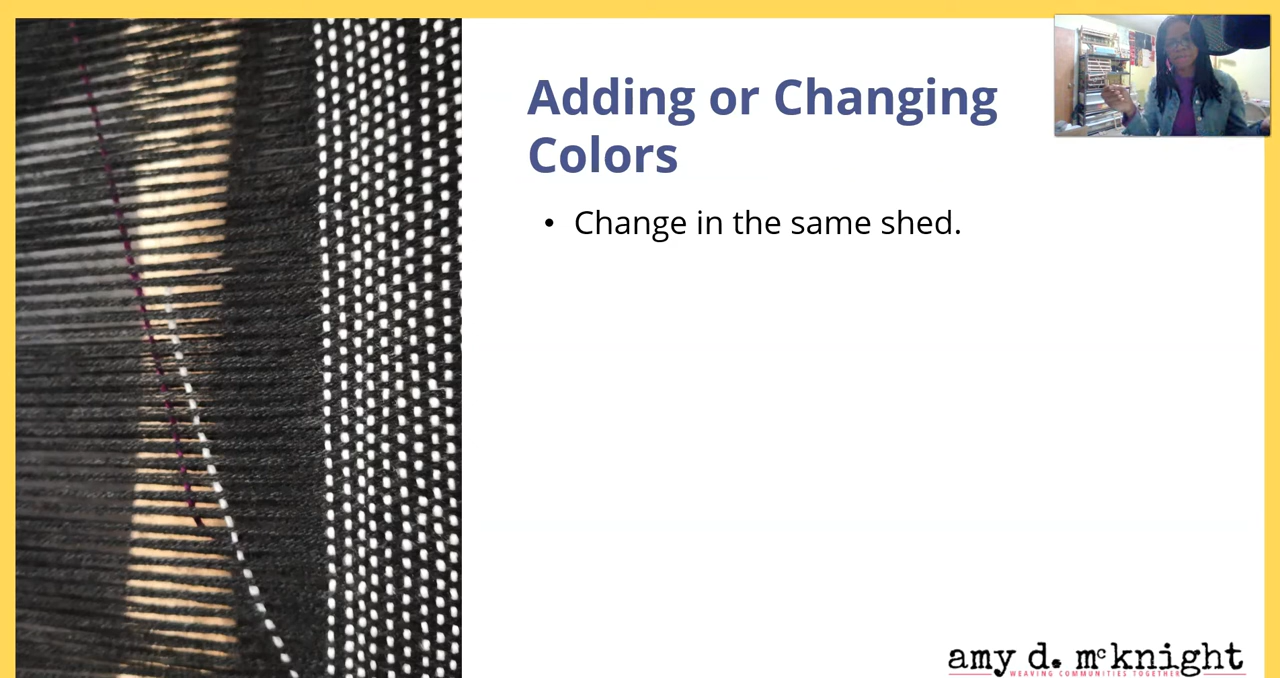 Adding or Changing
Colors
• Change in the same shed.
amy d. mcknight
WEAVING COMMUNITIES TOGETHER